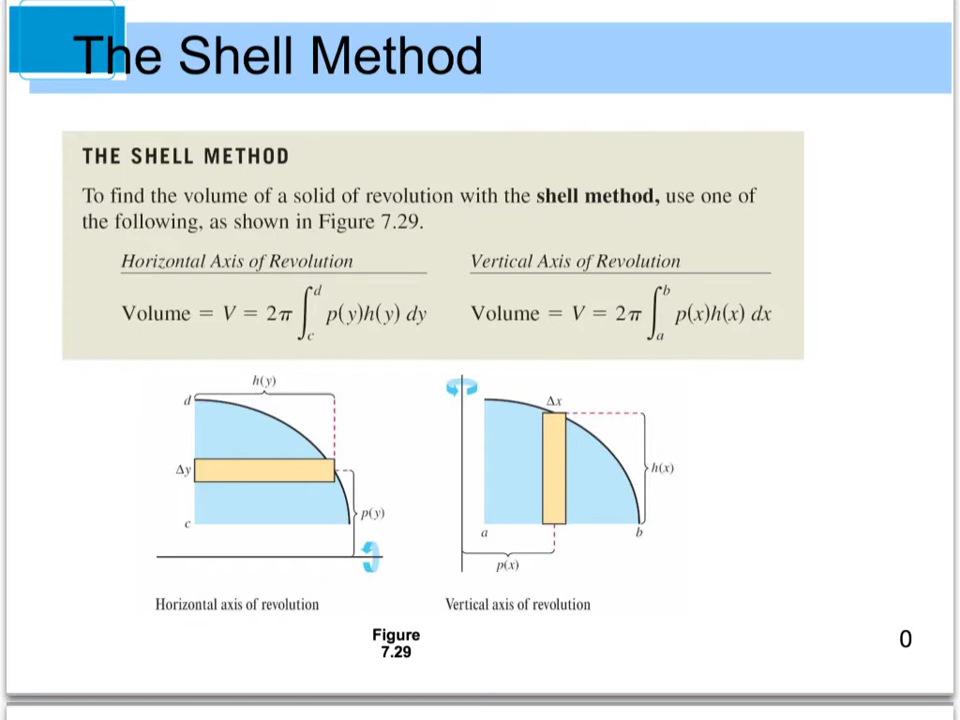 The Shell Method
THE SHELL METHOD
To find the volume of a solid of revolution with the shell method, use one of
the following, as shown in Figure 7.29.
Horizontal Axis of Revolution
Vertical Axis of Revolution
Volume = V = 2π ∫_c^d p(y)h(y) dy
Volume = V = 2π ∫_a^b p(x)h(x) dx
h(y)
d
Δy
c
p(y)
Horizontal axis of revolution
Δx
h(x)
a
b
p(x)
Vertical axis of revolution
Figure
7.29
0